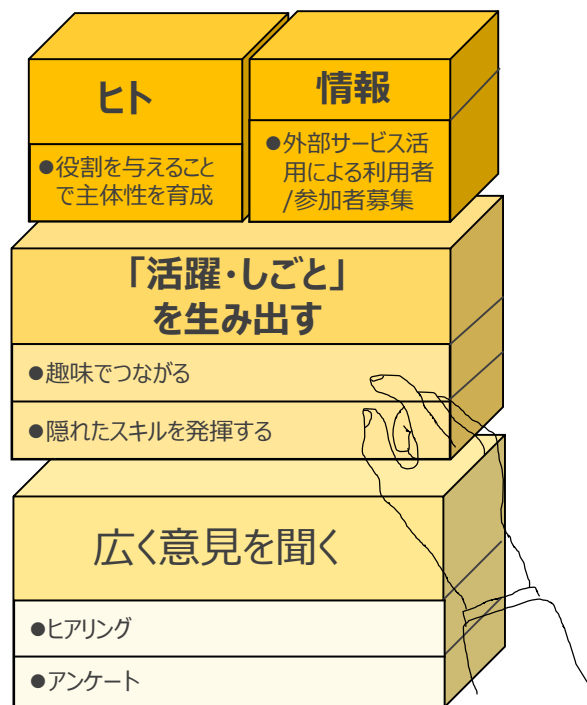 ヒト
●役割を与えること
で主体性を育成
情報
●外部サービス活
用による利用者
/参加者募集
「活躍・しごと」
を生み出す
●趣味でつながる
●隠れたスキルを発揮する
広く意見を聞く
●ヒアリング
●アンケート